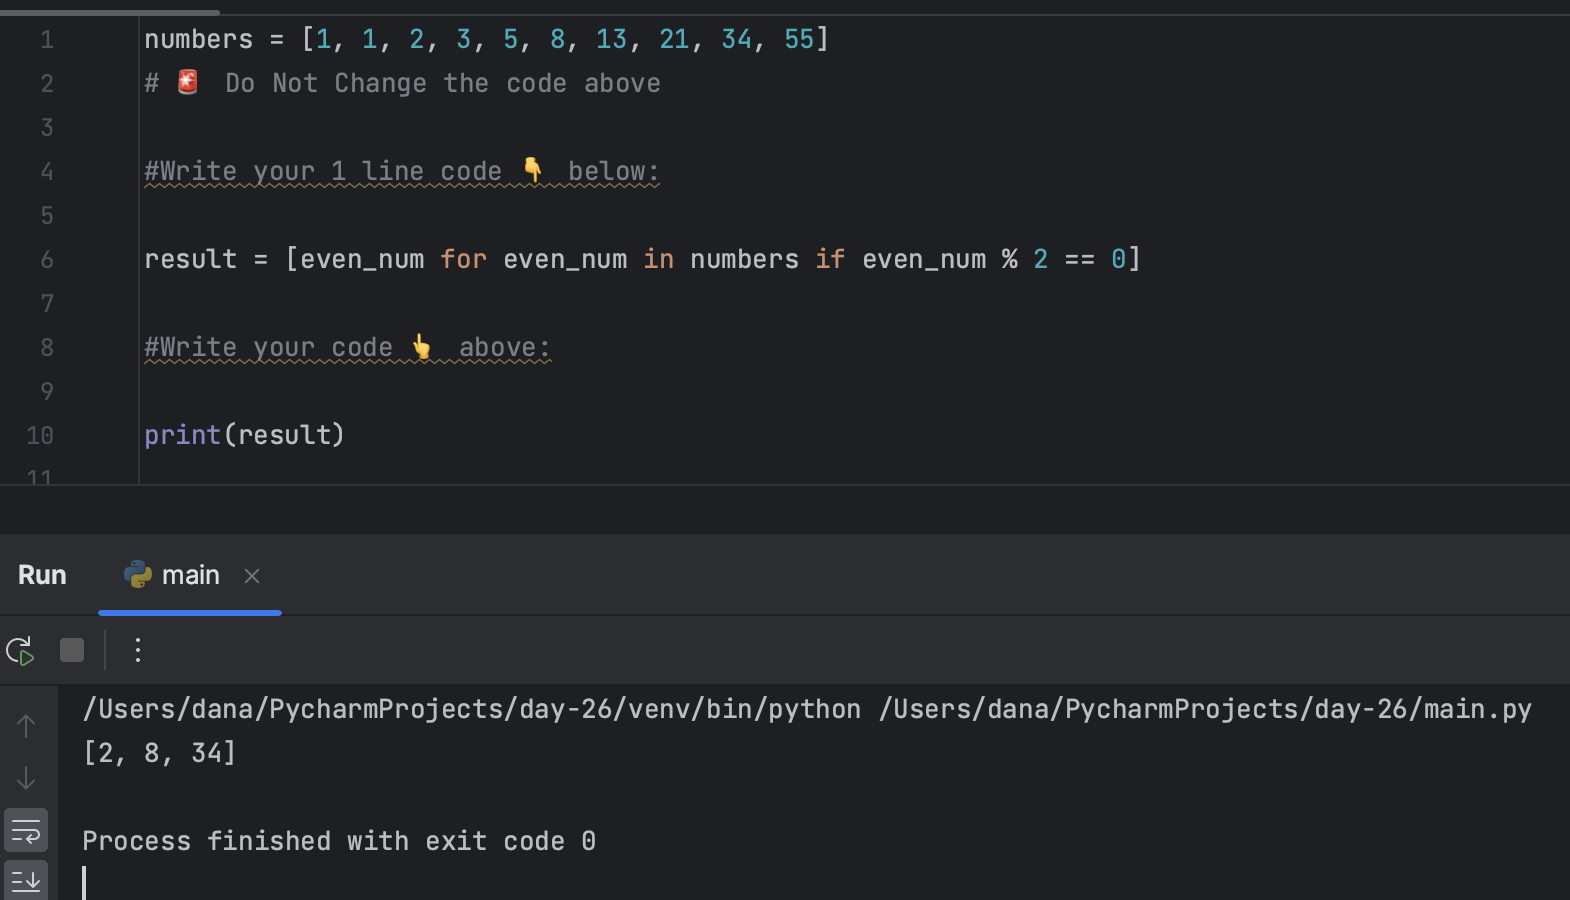 1 numbers = [1, 1, 2, 3, 5, 8, 13, 21, 34, 55]
2 # 🚨 Do Not Change the code above
3
4 #Write your 1 line code 👇 below:
5
6 result = [even_num for even_num in numbers if even_num % 2 == 0]
7
8 #Write your code 👆 above:
9
10 print(result)
11
Run main
/Users/dana/PycharmProjects/day-26/venv/bin/python /Users/dana/PycharmProjects/day-26/main.py
[2, 8, 34]
Process finished with exit code 0